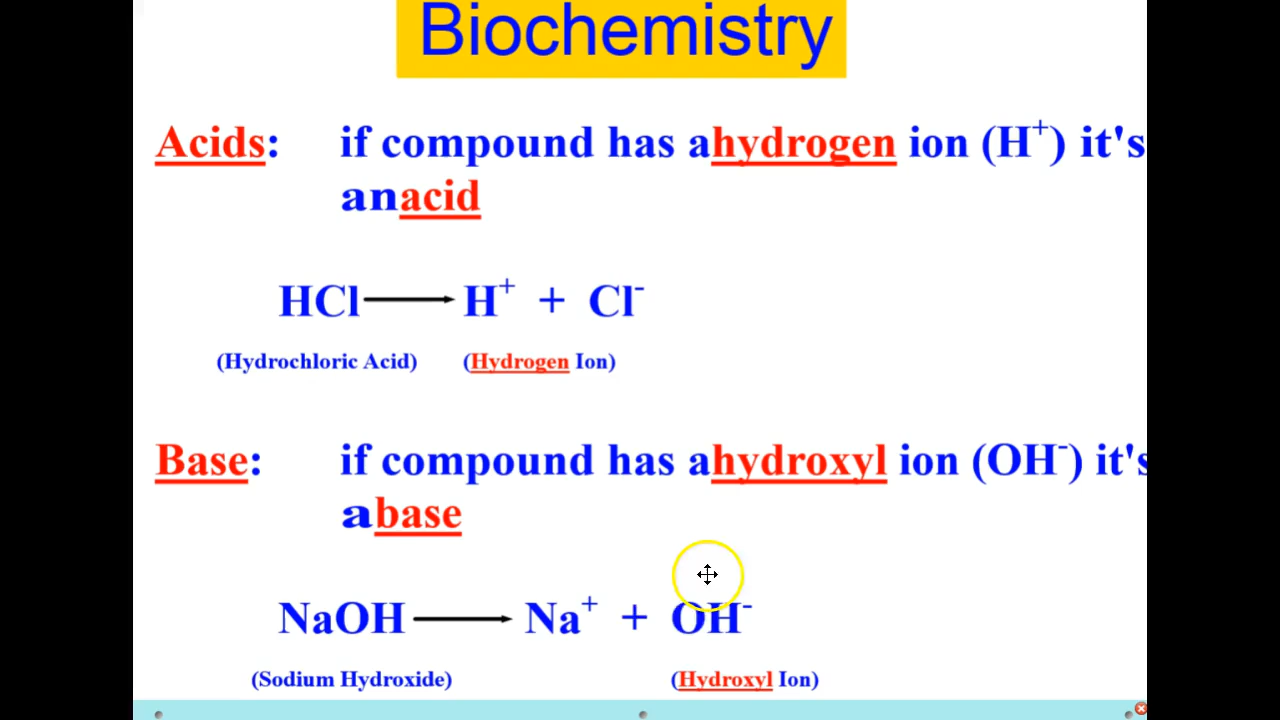 Biochemistry
Acids: if compound has ahydrogen ion (H⁺) it's
anacid
HCl → H⁺ + Cl⁻
(Hydrochloric Acid) (Hydrogen Ion)
Base: if compound has ahydroxyl ion (OH⁻) it's
abase
NaOH → Na⁺ + OH⁻
(Sodium Hydroxide) (Hydroxyl Ion)